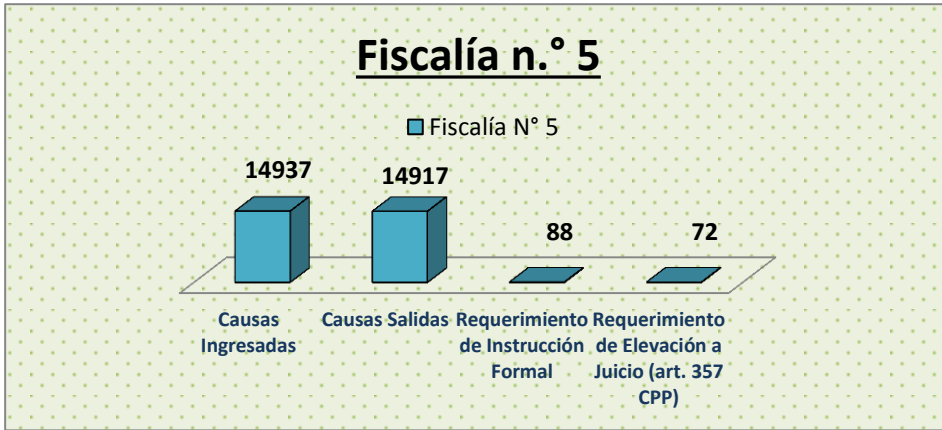 Fiscalía n.° 5
Fiscalía N° 5
14937
14917
88
72
Causas
Ingresadas
Causas Salidas
Requerimiento
de Instrucción
Formal
Requerimiento
de Elevación a
Juicio (art. 357
CPP)